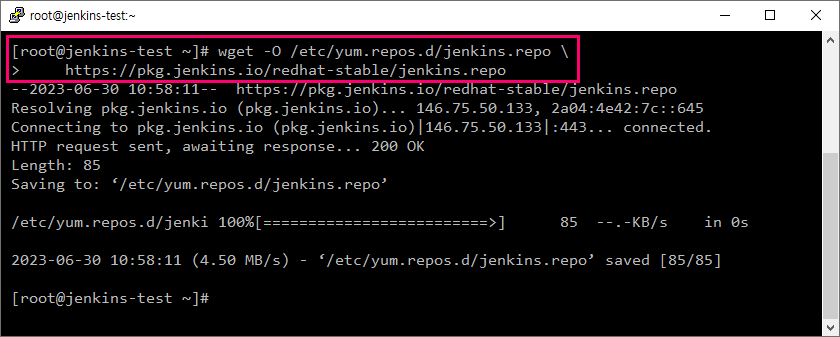 root@jenkins-test:~
[root@jenkins-test ~]# wget -O /etc/yum.repos.d/jenkins.repo \
>     https://pkg.jenkins.io/redhat-stable/jenkins.repo
--2023-06-30 10:58:11--  https://pkg.jenkins.io/redhat-stable/jenkins.repo
Resolving pkg.jenkins.io (pkg.jenkins.io)... 146.75.50.133, 2a04:4e42:7c::645
Connecting to pkg.jenkins.io (pkg.jenkins.io)|146.75.50.133|:443... connected.
HTTP request sent, awaiting response... 200 OK
Length: 85
Saving to: ‘/etc/yum.repos.d/jenkins.repo’
/etc/yum.repos.d/jenki 100%[==========================>]      85  --.-KB/s    in 0s
2023-06-30 10:58:11 (4.50 MB/s) - ‘/etc/yum.repos.d/jenkins.repo’ saved [85/85]
[root@jenkins-test ~]#